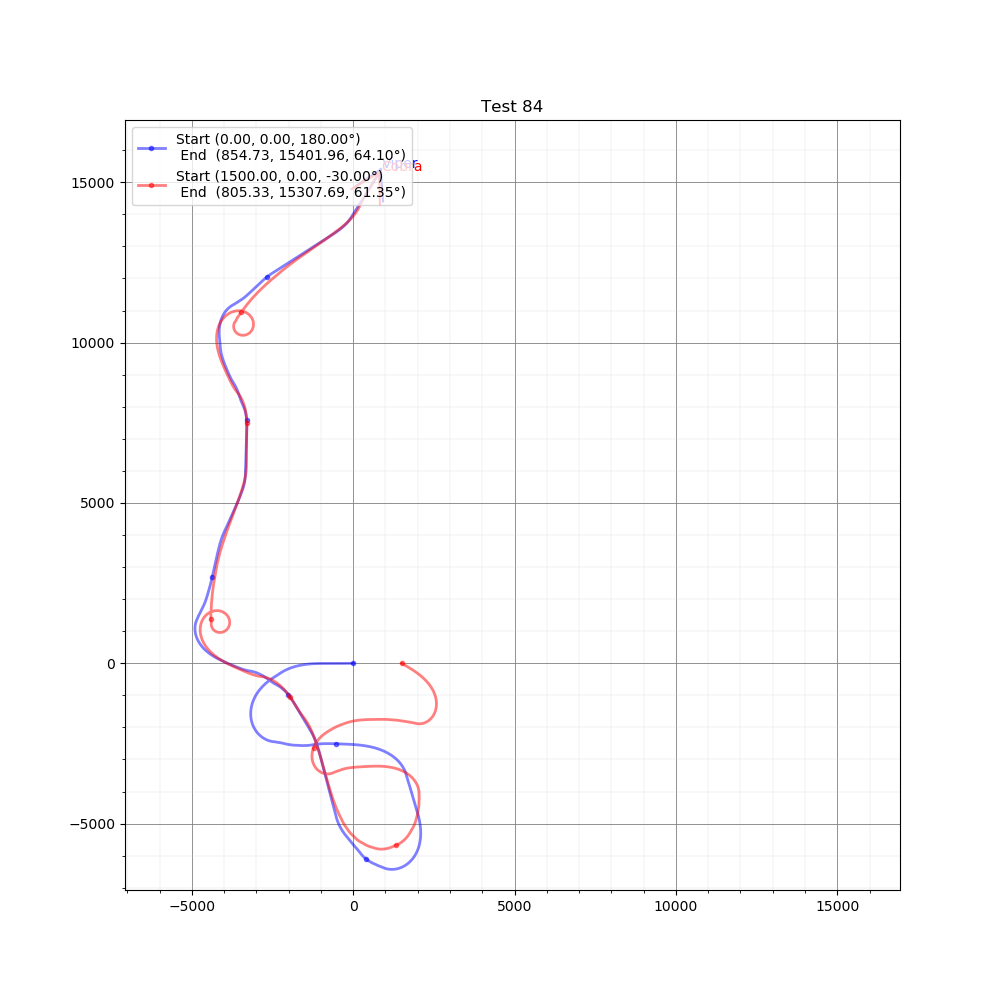 Test 84
Start (0.00, 0.00, 180.00°)
End (854.73, 15401.96, 64.10°)
Start (1500.00, 0.00, -30.00°)
End (805.33, 15307.69, 61.35°)
15000
10000
5000
0
−5000
−5000
0
5000
10000
15000